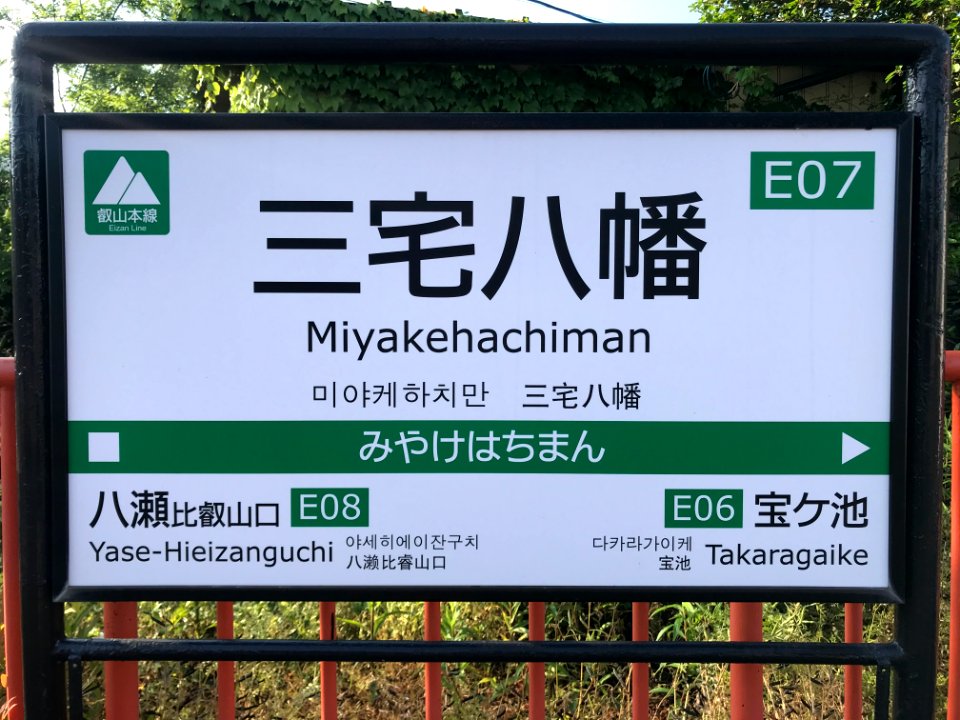 叡山本線
Eizan Line
E07
三宅八幡
Miyakehachiman
미야케하치만 三宅八幡
みやけはちまん
八瀬比叡山口 E08
Yase-Hieizanguchi
야세히에이잔구치
八濑比睿山口
E06 宝ケ池
다카라가이케
宝池
Takaragaike